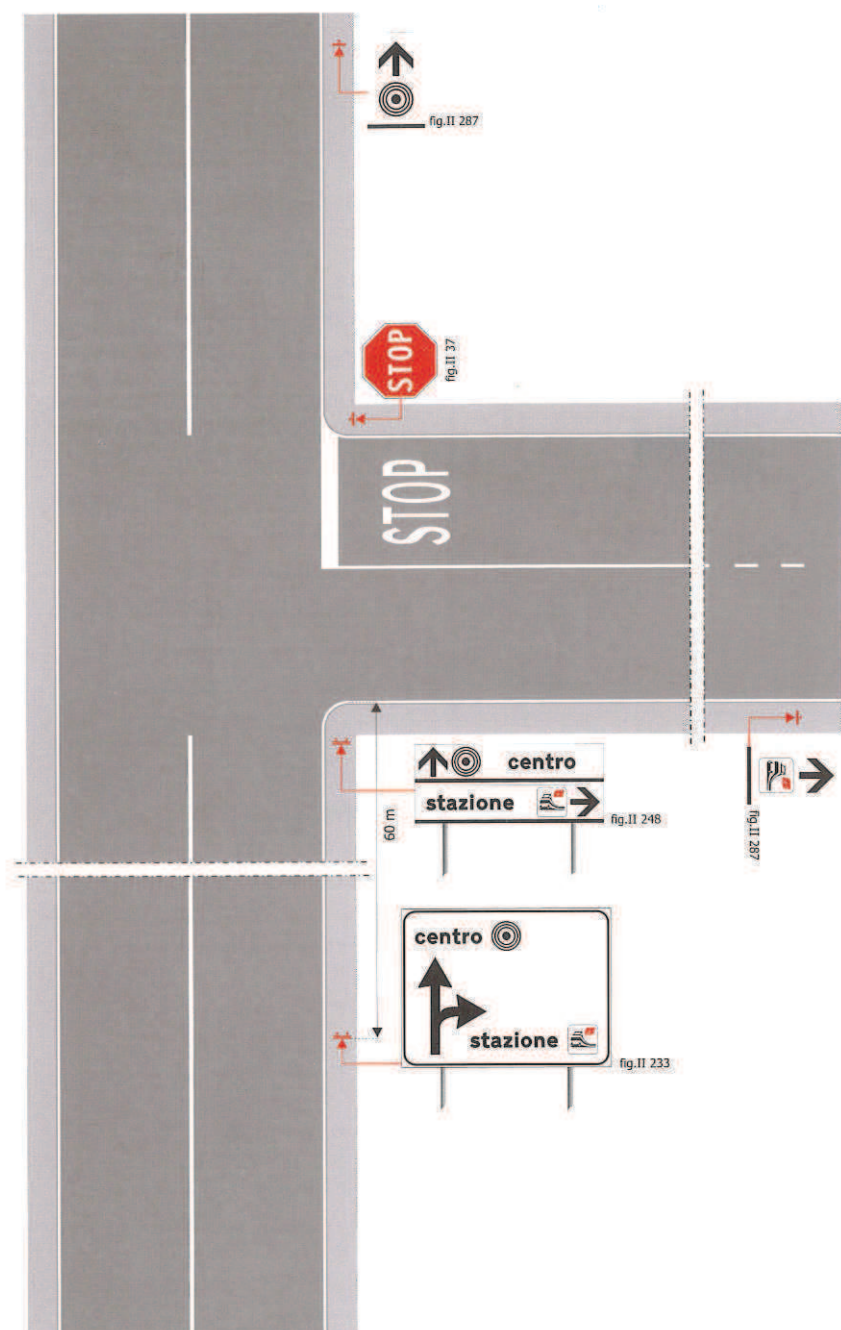 fig.II 287
STOP
fig.II 37
STOP
centro
stazione
fig.II 248
60 m
fig.II 287
centro
stazione
fig.II 233